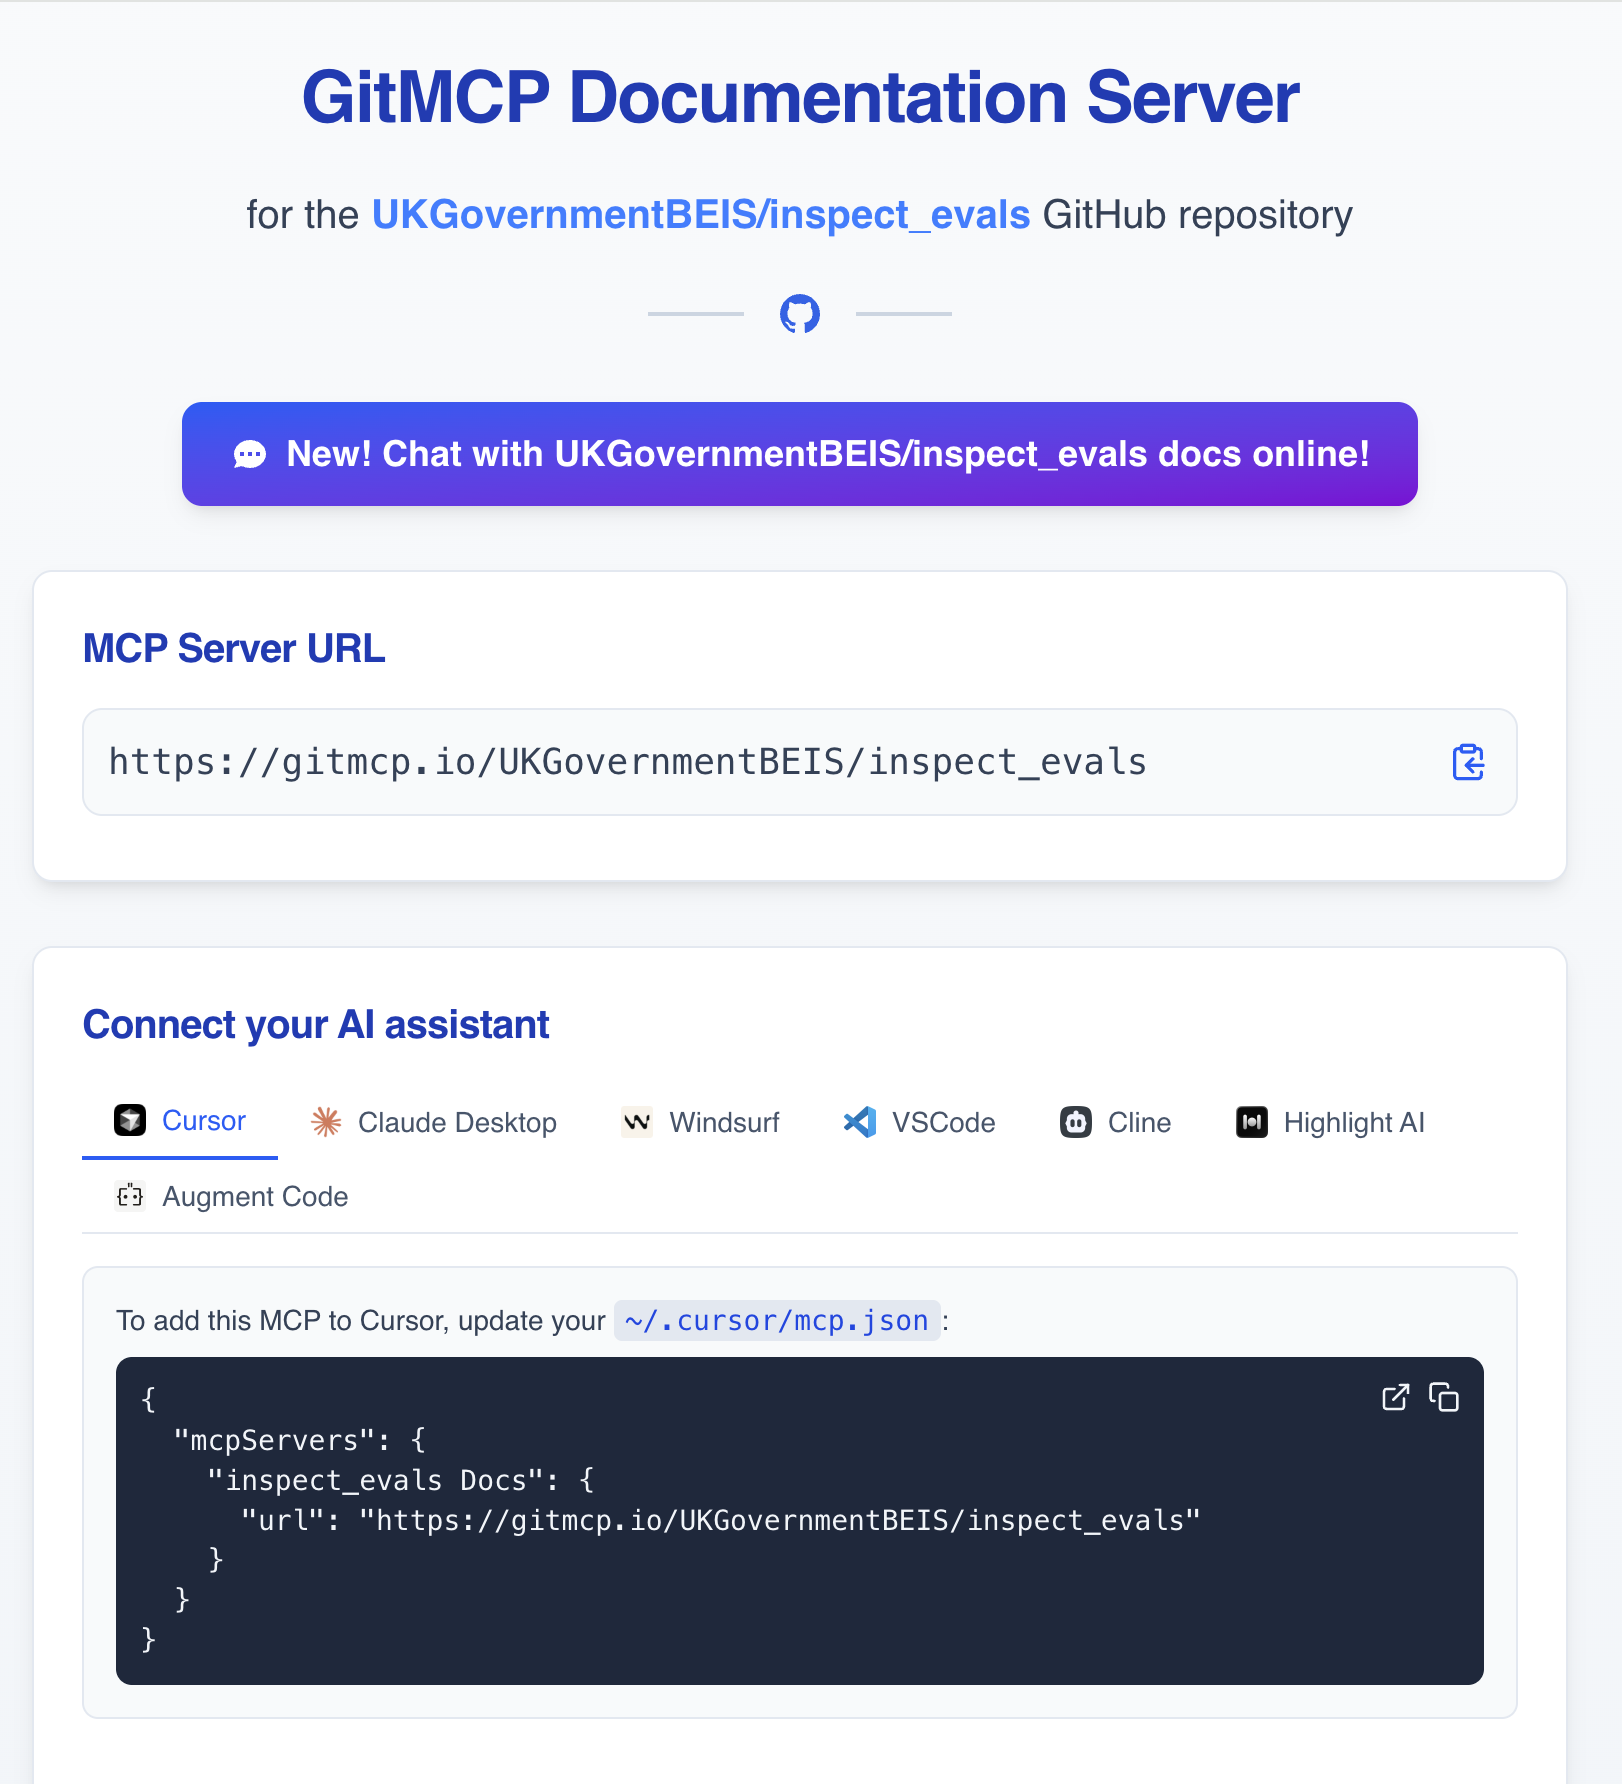 GitMCP Documentation Server
for the UKGovernmentBEIS/inspect_evals GitHub repository
New! Chat with UKGovernmentBEIS/inspect_evals docs online!
MCP Server URL
https://gitmcp.io/UKGovernmentBEIS/inspect_evals
Connect your AI assistant
Cursor Claude Desktop Windsurf VSCode Cline Highlight AI
Augment Code
To add this MCP to Cursor, update your ~/.cursor/mcp.json:
{
  "mcpServers": {
    "inspect_evals Docs": {
      "url": "https://gitmcp.io/UKGovernmentBEIS/inspect_evals"
    }
  }
}